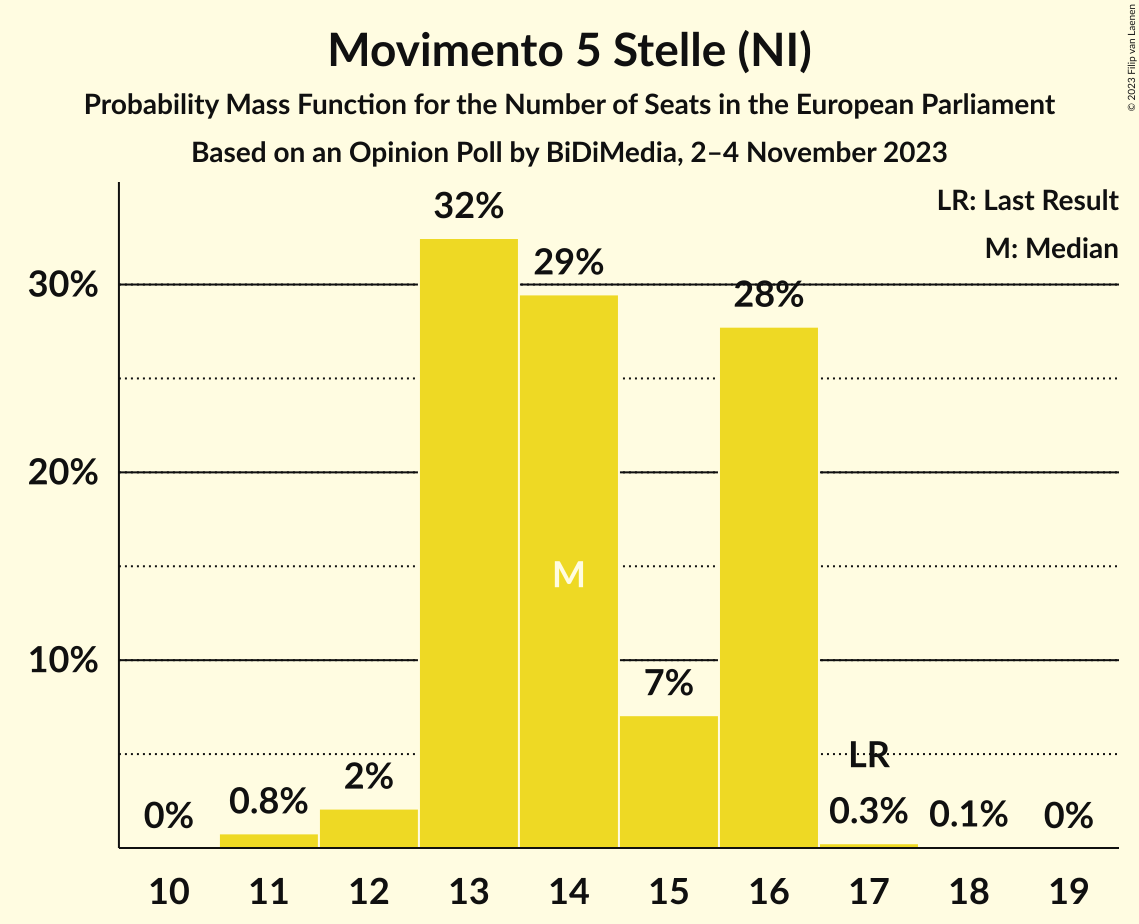 Movimento 5 Stelle (NI)
Probability Mass Function for the Number of Seats in the European Parliament
Based on an Opinion Poll by BiDiMedia, 2–4 November 2023
© 2023 Filip van Laenen
LR: Last Result
M: Median
30%
20%
10%
0%
0.8%
2%
32%
29%
7%
28%
0.3%
0.1%
0%
M
LR
10 11 12 13 14 15 16 17 18 19